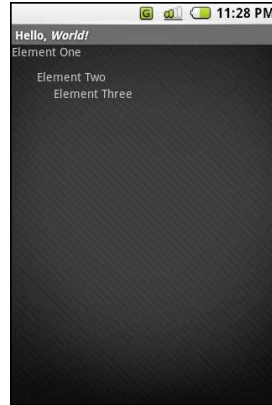 G 11:28 PM
Hello, World!
Element One
Element Two
Element Three